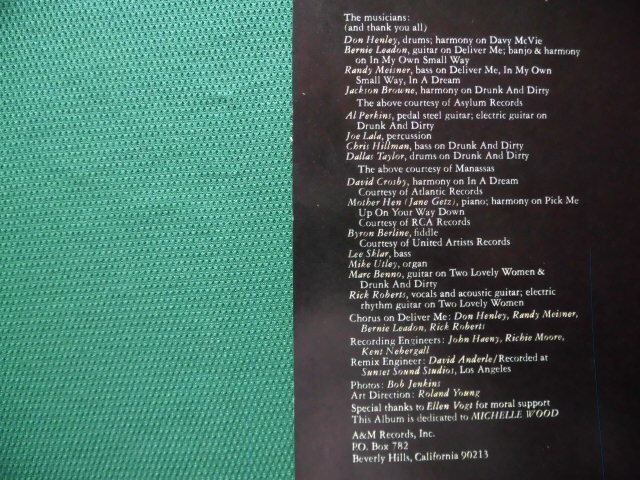 The musicians:
(and thank you all)
Don Henley, drums; harmony on Davy McVie
Bernie Leadon, guitar on Deliver Me; banjo & harmony
on In My Own Small Way
Randy Meisner, bass on Deliver Me, In My Own
Small Way, In A Dream
Jackson Browne, harmony on Drunk And Dirty
The above courtesy of Asylum Records
Al Perkins, pedal steel guitar; electric guitar on
Drunk And Dirty
Joe Lala, percussion
Chris Hillman, bass on Drunk And Dirty
Dallas Taylor, drums on Drunk And Dirty
The above courtesy of Manassas
David Crosby, harmony on In A Dream
Courtesy of Atlantic Records
Mother Hen (Jane Getz), piano; harmony on Pick Me
Up On Your Way Down
Courtesy of RCA Records
Byron Berline, fiddle
Courtesy of United Artists Records
Lee Sklar, bass
Mike Utley, organ
Marc Benno, guitar on Two Lovely Women &
Drunk And Dirty
Rick Roberts, vocals and acoustic guitar; electric
rhythm guitar on Two Lovely Women
Chorus on Deliver Me: Don Henley, Randy Meisner,
Bernie Leadon, Rick Roberts
Recording Engineers: John Haeny, Richie Moore,
Kent Nebergall
Remix Engineer: David Anderle/Recorded at
Sunset Sound Studios, Los Angeles
Photos: Bob Jenkins
Art Direction: Roland Young
Special thanks to Ellen Vogt for moral support
This Album is dedicated to MICHELLE WOOD
A&M Records, Inc.
P.O. Box 782
Beverly Hills, California 90213